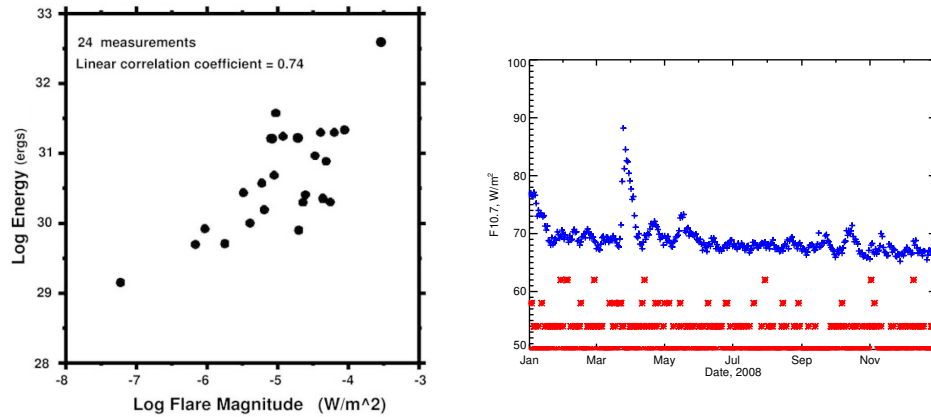 33
32
31
30
29
28
Log Energy (ergs)
24 measurements
Linear correlation coefficient = 0.74
-8 -7 -6 -5 -4 -3
Log Flare Magnitude (W/m^2)
100
90
80
70
60
50
F10.7, W/m²
Jan Mar May Jul Sep Nov
Date, 2008